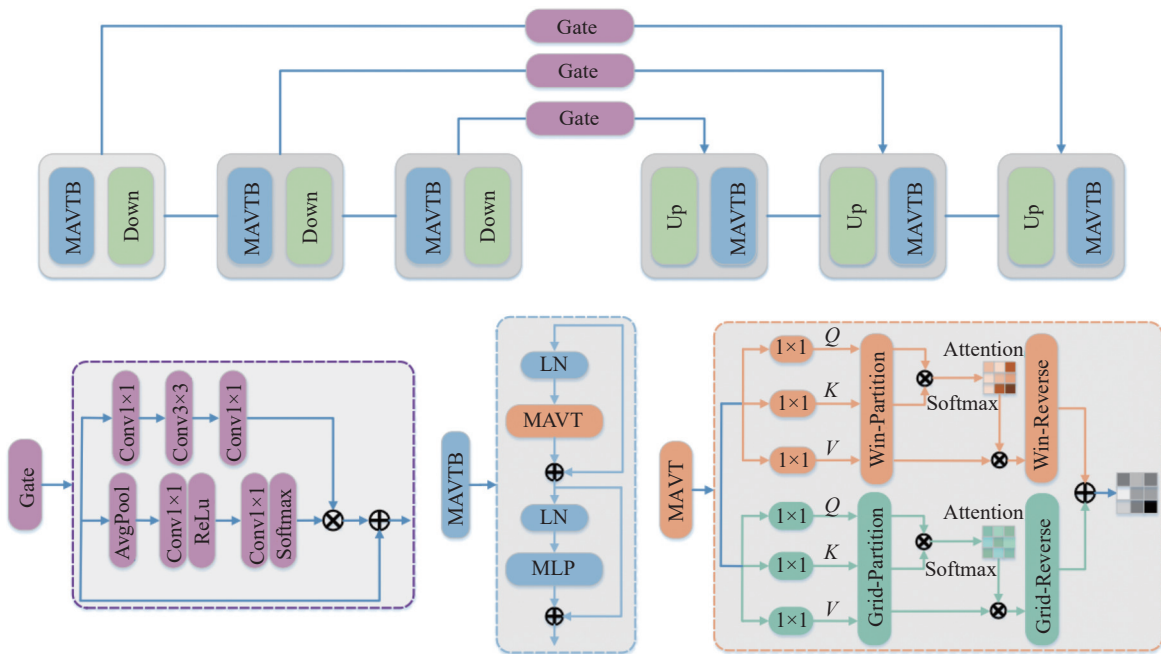 Gate
Gate
Gate
MAVTB
Down
MAVTB
Down
MAVTB
Down
Up
MAVTB
Up
MAVTB
Up
MAVTB
Gate
Conv1×1
Conv3×3
Conv1×1
AvgPool
Conv1×1
ReLu
Conv1×1
Softmax
MAVTB
LN
MAVT
LN
MLP
MAVT
1×1
Q
1×1
K
1×1
V
Win-Partition
Attention
Softmax
Win-Reverse
1×1
Q
1×1
K
1×1
V
Grid-Partition
Attention
Softmax
Grid-Reverse